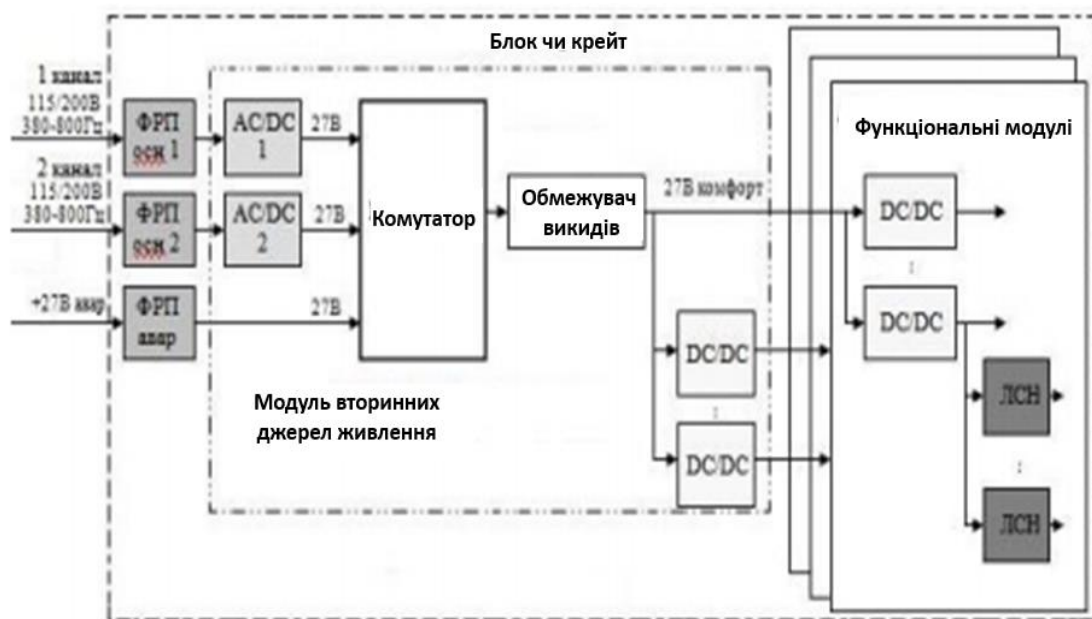 Блок чи крейт
1 канал
115/200В
380-800Гц
ФРП
осн 1
AC/DC
1
27В
2 канал
115/200В
380-800Гц
ФРП
осн 2
AC/DC
2
27В
+27В авар
ФРП
авар
27В
Комутатор
Обмежувач
викидів
27В комфорт
DC/DC
:
DC/DC
Модуль вторинних
джерел живлення
Функціональні модулі
DC/DC
:
DC/DC
ЛСН
:
ЛСН